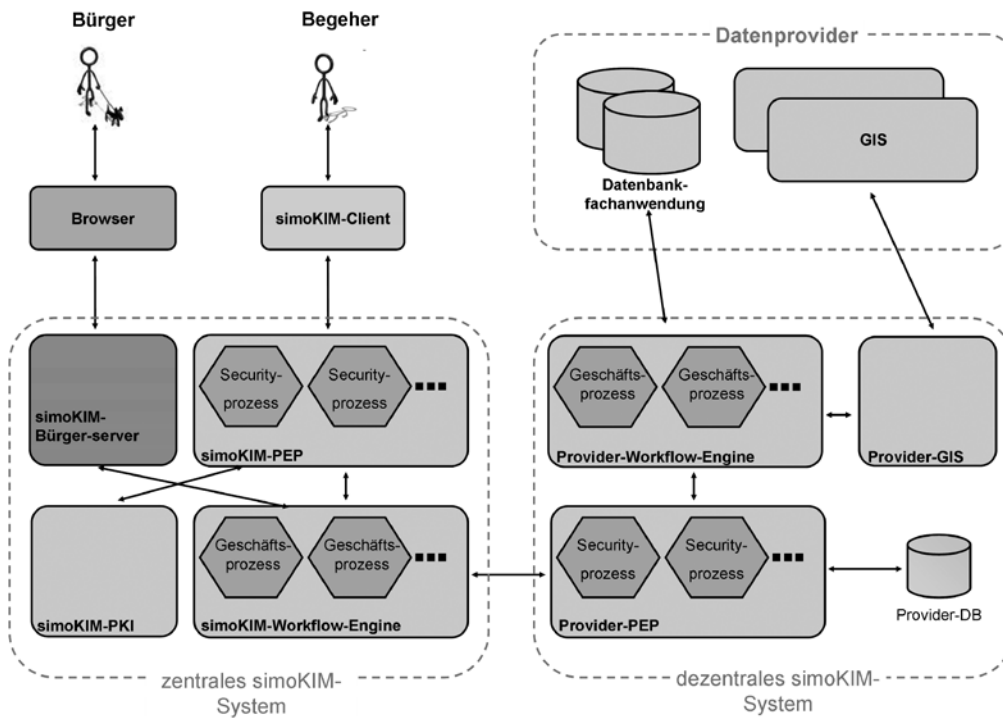 Bürger
Begeher
Datenprovider
GIS
Datenbank-
fachanwendung
Browser
simoKIM-Client
Security-
prozess
Security-
prozess
simoKIM-
Bürger-server
simoKIM-PEP
Geschäfts-
prozess
Geschäfts-
prozess
Provider-Workflow-Engine
Provider-GIS
Geschäfts-
prozess
Geschäfts-
prozess
simoKIM-PKI
simoKIM-Workflow-Engine
Security-
prozess
Security-
prozess
Provider-PEP
Provider-DB
zentrales simoKIM-
System
dezentrales simoKIM-
System